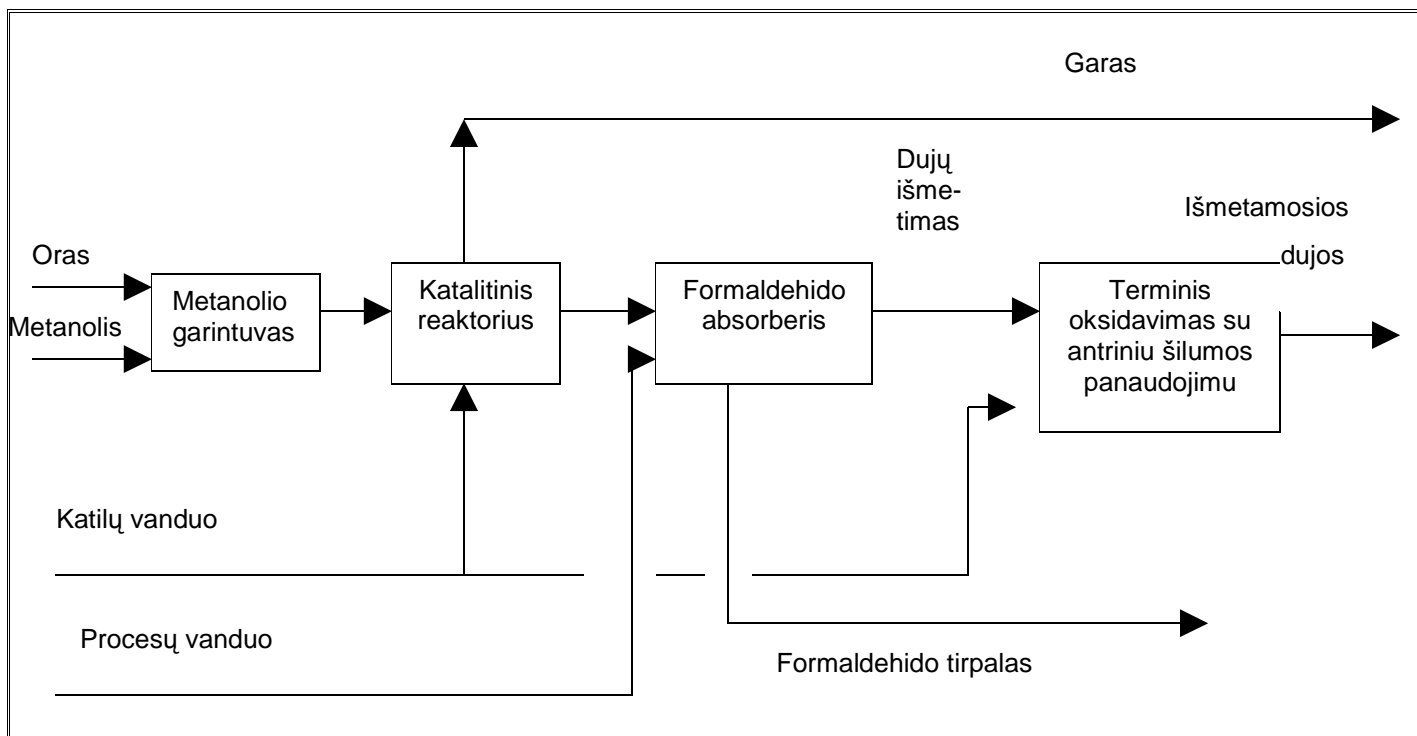 Garas
Dujų
išme-
timas
Išmetamosios
dujos
Oras
Metanolis
Metanolio
garintuvas
Katalitinis
reaktorius
Formaldehido
absorberis
Terminis
oksidavimas su
antriniu šilumos
panaudojimu
Katilų vanduo
Procesų vanduo
Formaldehido tirpalas